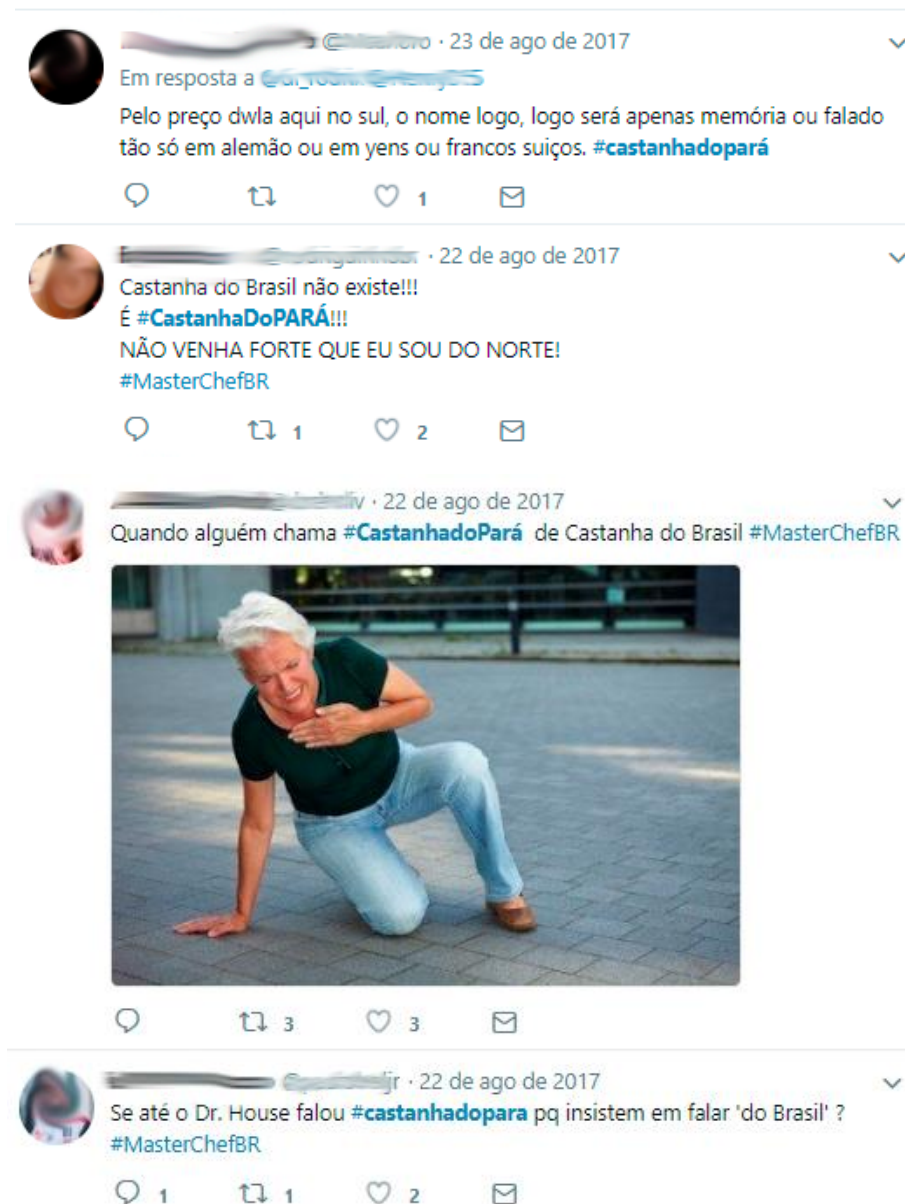 · 23 de ago de 2017
Em resposta a
Pelo preço dwla aqui no sul, o nome logo, logo será apenas memória ou falado
tão só em alemão ou em yens ou francos suiços. #castanhadopará
1
· 22 de ago de 2017
Castanha do Brasil não existe!!!
É #CastanhaDoPARÁ!!!
NÃO VENHA FORTE QUE EU SOU DO NORTE!
#MasterChefBR
1 2
· 22 de ago de 2017
Quando alguém chama #CastanhadoPará de Castanha do Brasil #MasterChefBR
3 3
· 22 de ago de 2017
Se até o Dr. House falou #castanhadopara pq insistem em falar 'do Brasil' ?
#MasterChefBR
1 1 2